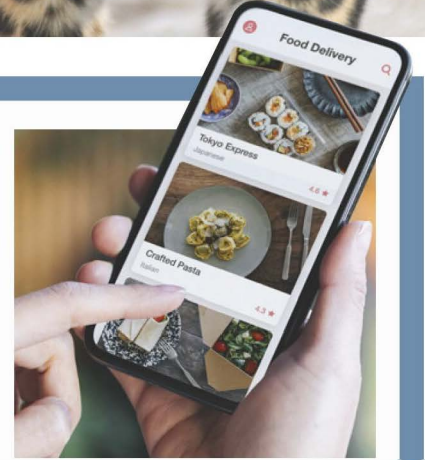 Food Delivery
Tokyo Express
Japanese
4.6 ★
Crafted Pasta
Italian
4.3 ★